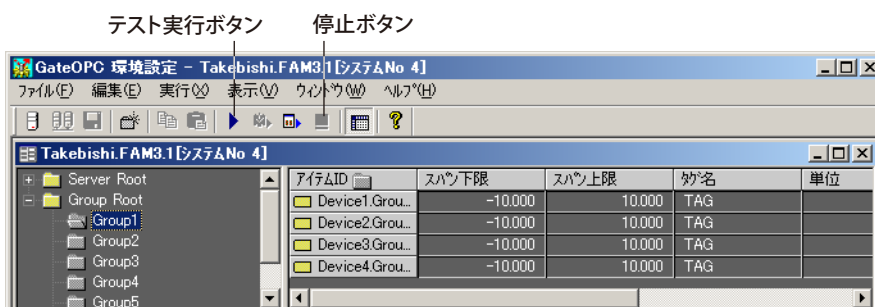 テスト実行ボタン 停止ボタン
GateOPC 環境設定 - Takebishi.FAM3.1[システムNo 4]
ファイル(F) 編集(E) 実行(X) 表示(V) ウィンドウ(W) ヘルプ(H)
Takebishi.FAM3.1[システムNo 4]
Server Root
Group Root
Group1
Group2
Group3
Group4
Group5
アイテムID スパン下限 スパン上限 タグ名 単位
Device1.Grou... -10.000 10.000 TAG
Device2.Grou... -10.000 10.000 TAG
Device3.Grou... -10.000 10.000 TAG
Device4.Grou... -10.000 10.000 TAG